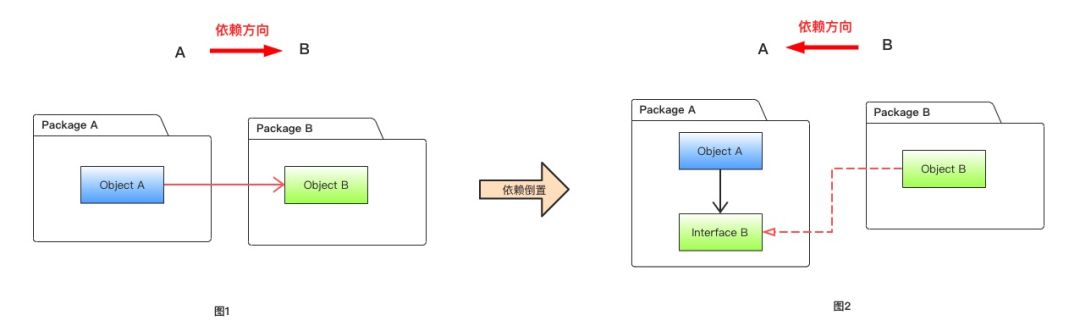 依赖方向
A
B
Package A
Object A
Package B
Object B
图1
依赖倒置
依赖方向
A
B
Package A
Object A
Interface B
Package B
Object B
图2